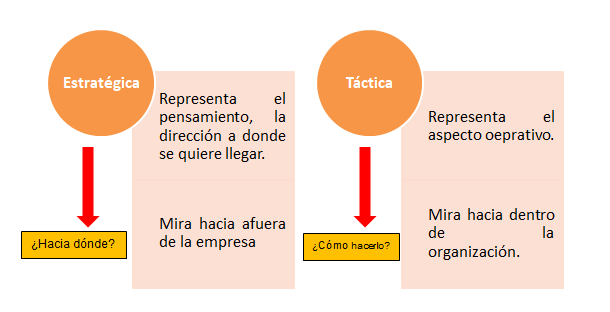 Estratégica
Representa el
pensamiento, la
dirección a donde
se quiere llegar.
¿Hacia dónde?
Mira hacia afuera
de la empresa
Táctica
Representa el
aspecto oeprativo.
¿Cómo hacerlo?
Mira hacia dentro
de la
organización.